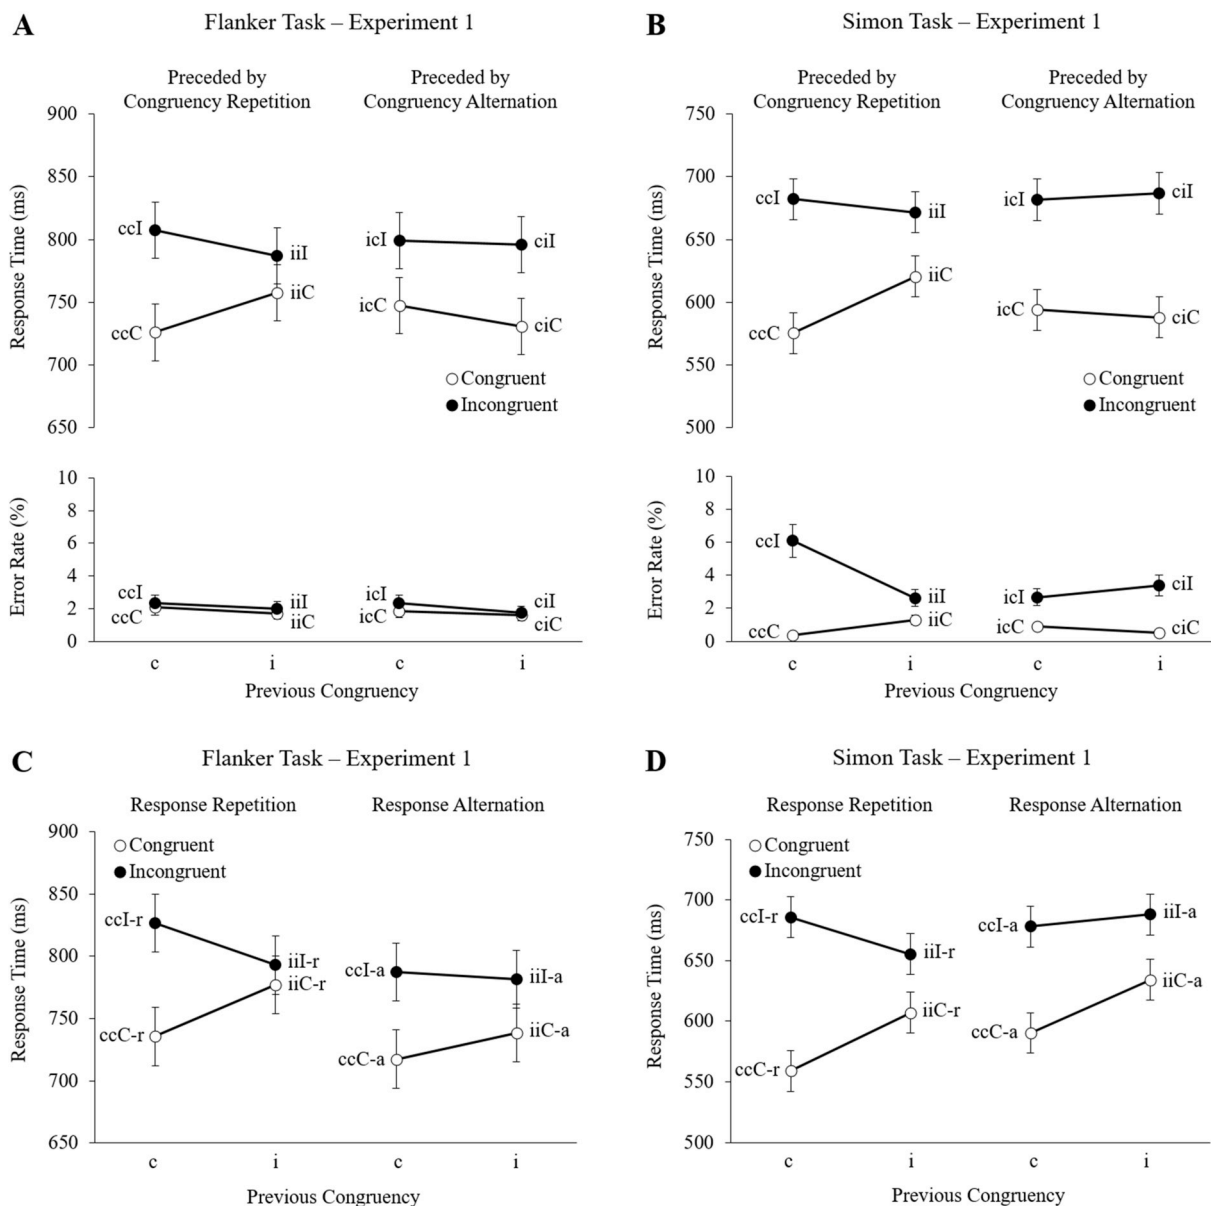 A
Flanker Task – Experiment 1
Preceded by
Congruency Repetition
Preceded by
Congruency Alternation
Response Time (ms)
900
850
800
750
700
650
ccI
iiI
iiC
ccC
icI
ciI
icC
ciC
Congruent
Incongruent
Error Rate (%)
10
8
6
4
2
0
ccI
ccC
iiI
iiC
icI
icC
ciI
ciC
c
i
c
i
Previous Congruency
B
Simon Task – Experiment 1
Preceded by
Congruency Repetition
Preceded by
Congruency Alternation
Response Time (ms)
750
700
650
600
550
500
ccI
iiI
iiC
ccC
icI
ciI
icC
ciC
Congruent
Incongruent
Error Rate (%)
10
8
6
4
2
0
ccI
ccC
iiI
iiC
icI
icC
ciI
ciC
c
i
c
i
Previous Congruency
C
Flanker Task – Experiment 1
Response Repetition
Response Alternation
Congruent
Incongruent
Response Time (ms)
900
850
800
750
700
650
ccI-r
iiI-r
iiC-r
ccC-r
ccI-a
iiI-a
iiC-a
ccC-a
c
i
c
i
Previous Congruency
D
Simon Task – Experiment 1
Response Repetition
Response Alternation
Congruent
Incongruent
Response Time (ms)
750
700
650
600
550
500
ccI-r
iiI-r
iiC-r
ccC-r
ccI-a
iiI-a
iiC-a
ccC-a
c
i
c
i
Previous Congruency